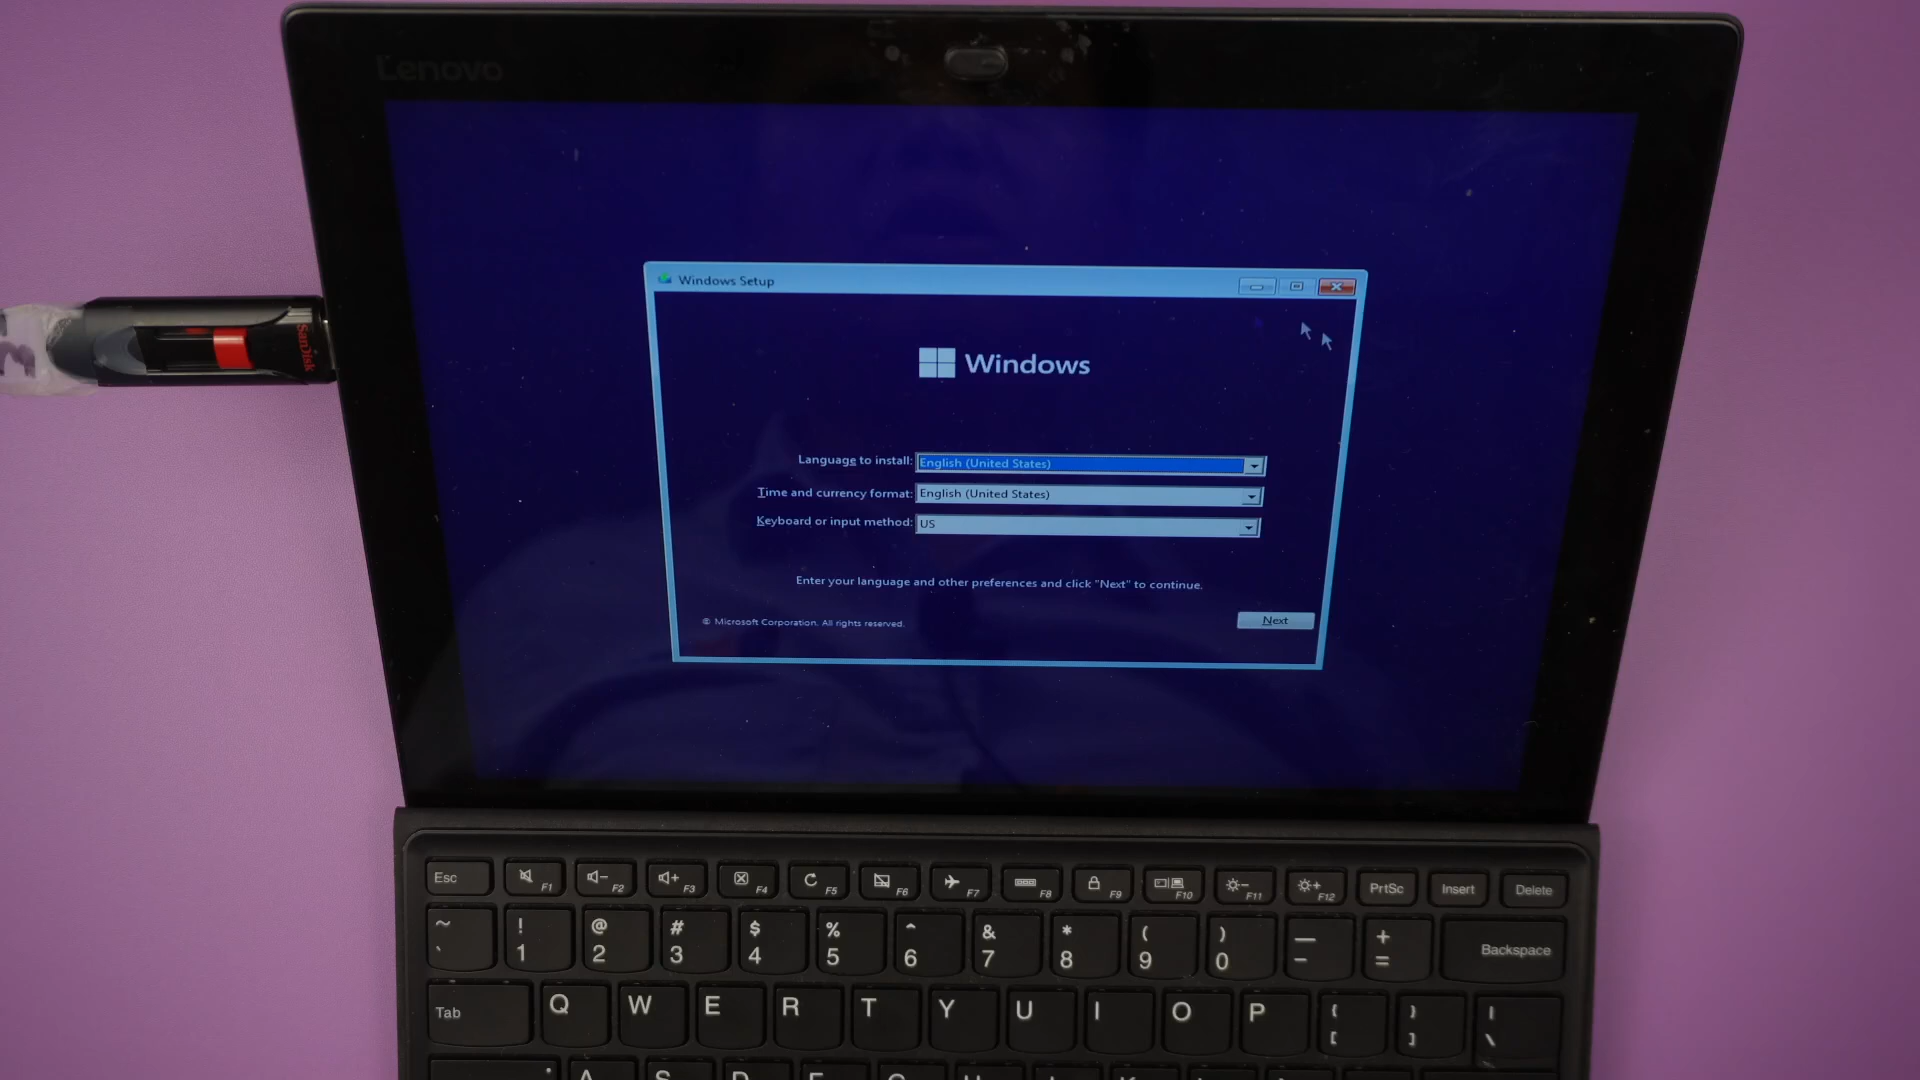 Lenovo
Windows Setup
SanDisk
Windows
Language to install: English (United States)
Time and currency format: English (United States)
Keyboard or input method: US
Enter your language and other preferences and click "Next" to continue.
© Microsoft Corporation. All rights reserved.
Next
Esc F1 F2 F3 F4 F5 F6 F7 F8 F9 F10 F11 F12 PrtSc Insert Delete
~ ! @ # $ % ^ & * ( ) — +
` 1 2 3 4 5 6 7 8 9 0 - = Backspace
Tab Q W E R T Y U I O P { } |
[ ] \